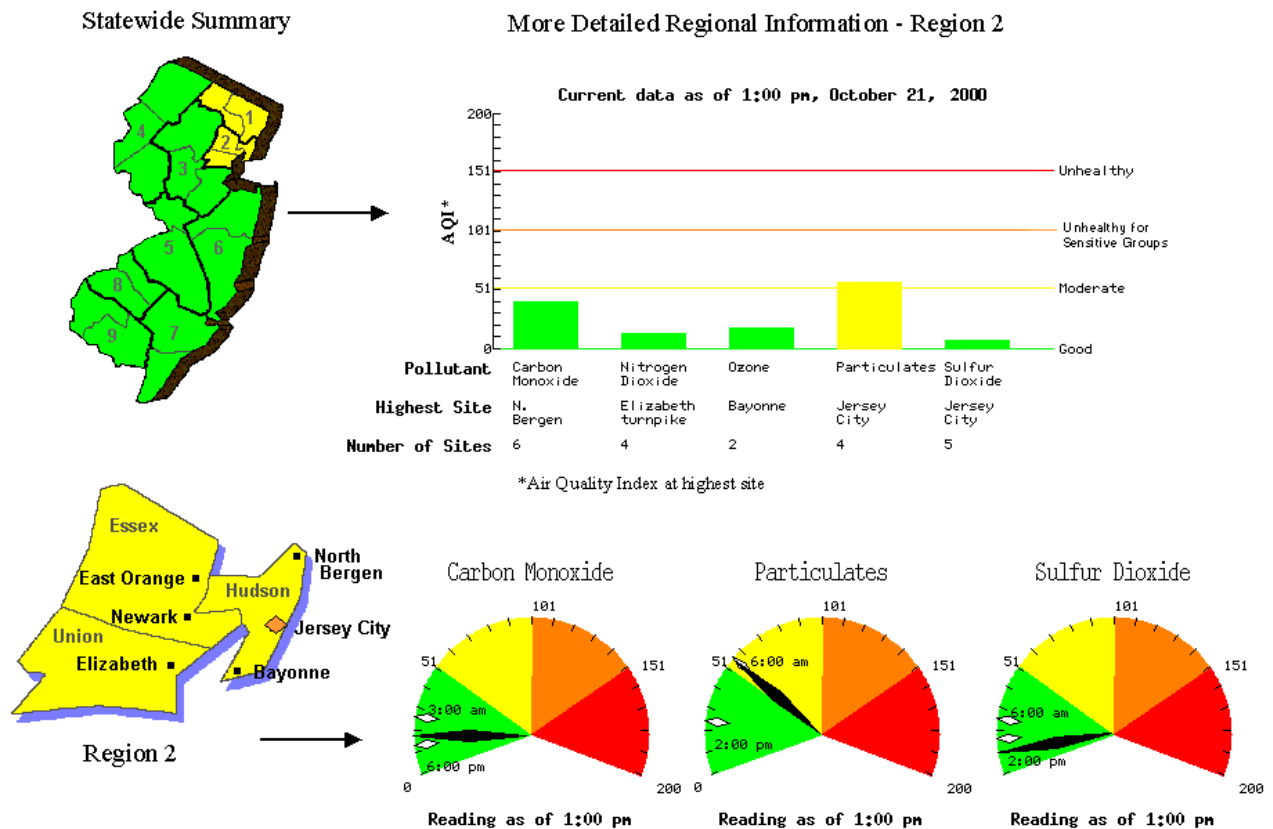 Statewide Summary
More Detailed Regional Information - Region 2
Current data as of 1:00 pm, October 21, 2000
4
1
2
3
5
6
8
9
7
AQI*
200
151
101
51
0
Unhealthy
Unhealthy for
Sensitive Groups
Moderate
Good
Pollutant
Carbon
Monoxide
Nitrogen
Dioxide
Ozone
Particulates
Sulfur
Dioxide
Highest Site
N.
Bergen
Elizabeth
turnpike
Bayonne
Jersey
City
Jersey
City
Number of Sites 6 4 2 4 5
*Air Quality Index at highest site
Essex
East Orange
Newark
Union
Elizabeth
Hudson
North
Bergen
Jersey City
Bayonne
Region 2
Carbon Monoxide
101
51
151
3:00 am
6:00 pm
0
200
Reading as of 1:00 pm
Particulates
101
51
151
6:00 am
2:00 pm
0
200
Reading as of 1:00 pm
Sulfur Dioxide
101
51
151
6:00 am
2:00 pm
0
200
Reading as of 1:00 pm